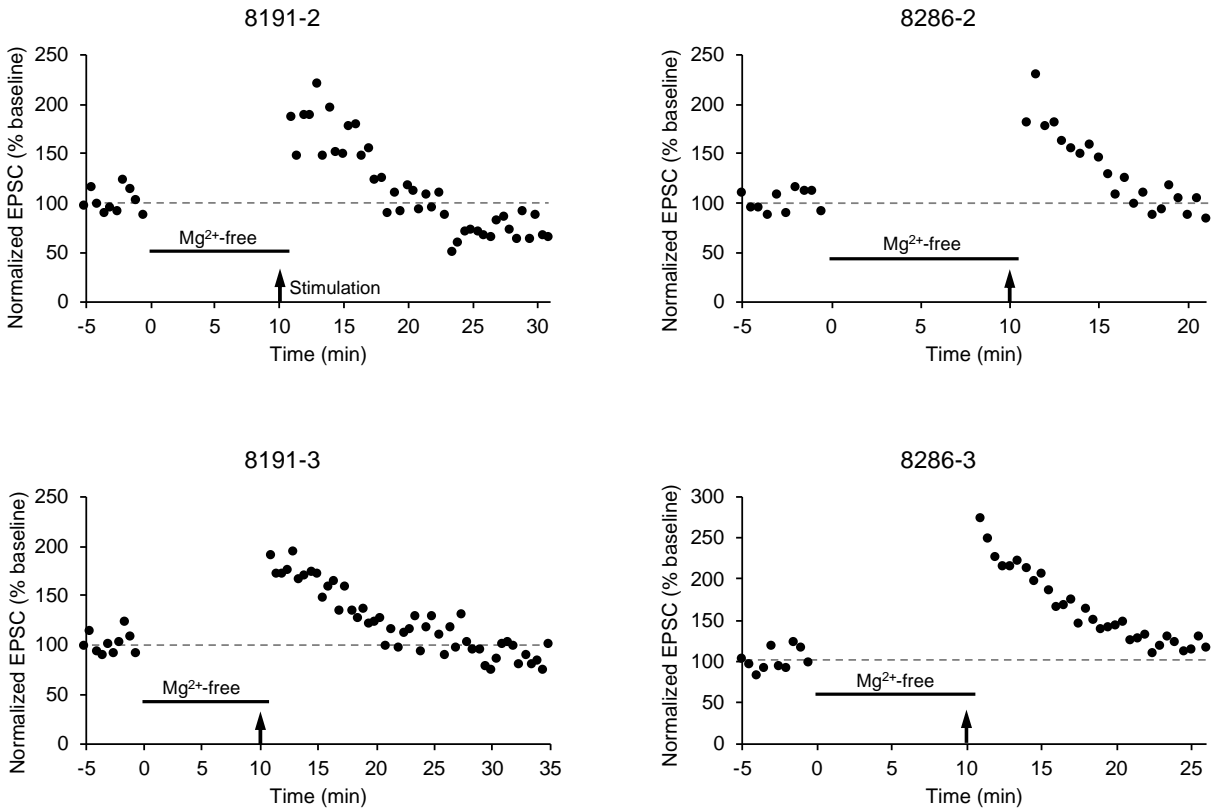 8191-2
Normalized EPSC (% baseline)
250
200
150
100
50
0
Mg²⁺-free
Stimulation
-5 0 5 10 15 20 25 30
Time (min)
8286-2
Normalized EPSC (% baseline)
250
200
150
100
50
0
Mg²⁺-free
-5 0 5 10 15 20
Time (min)
8191-3
Normalized EPSC (% baseline)
250
200
150
100
50
0
Mg²⁺-free
-5 0 5 10 15 20 25 30 35
Time (min)
8286-3
Normalized EPSC (% baseline)
300
250
200
150
100
50
0
Mg²⁺-free
-5 0 5 10 15 20 25
Time (min)